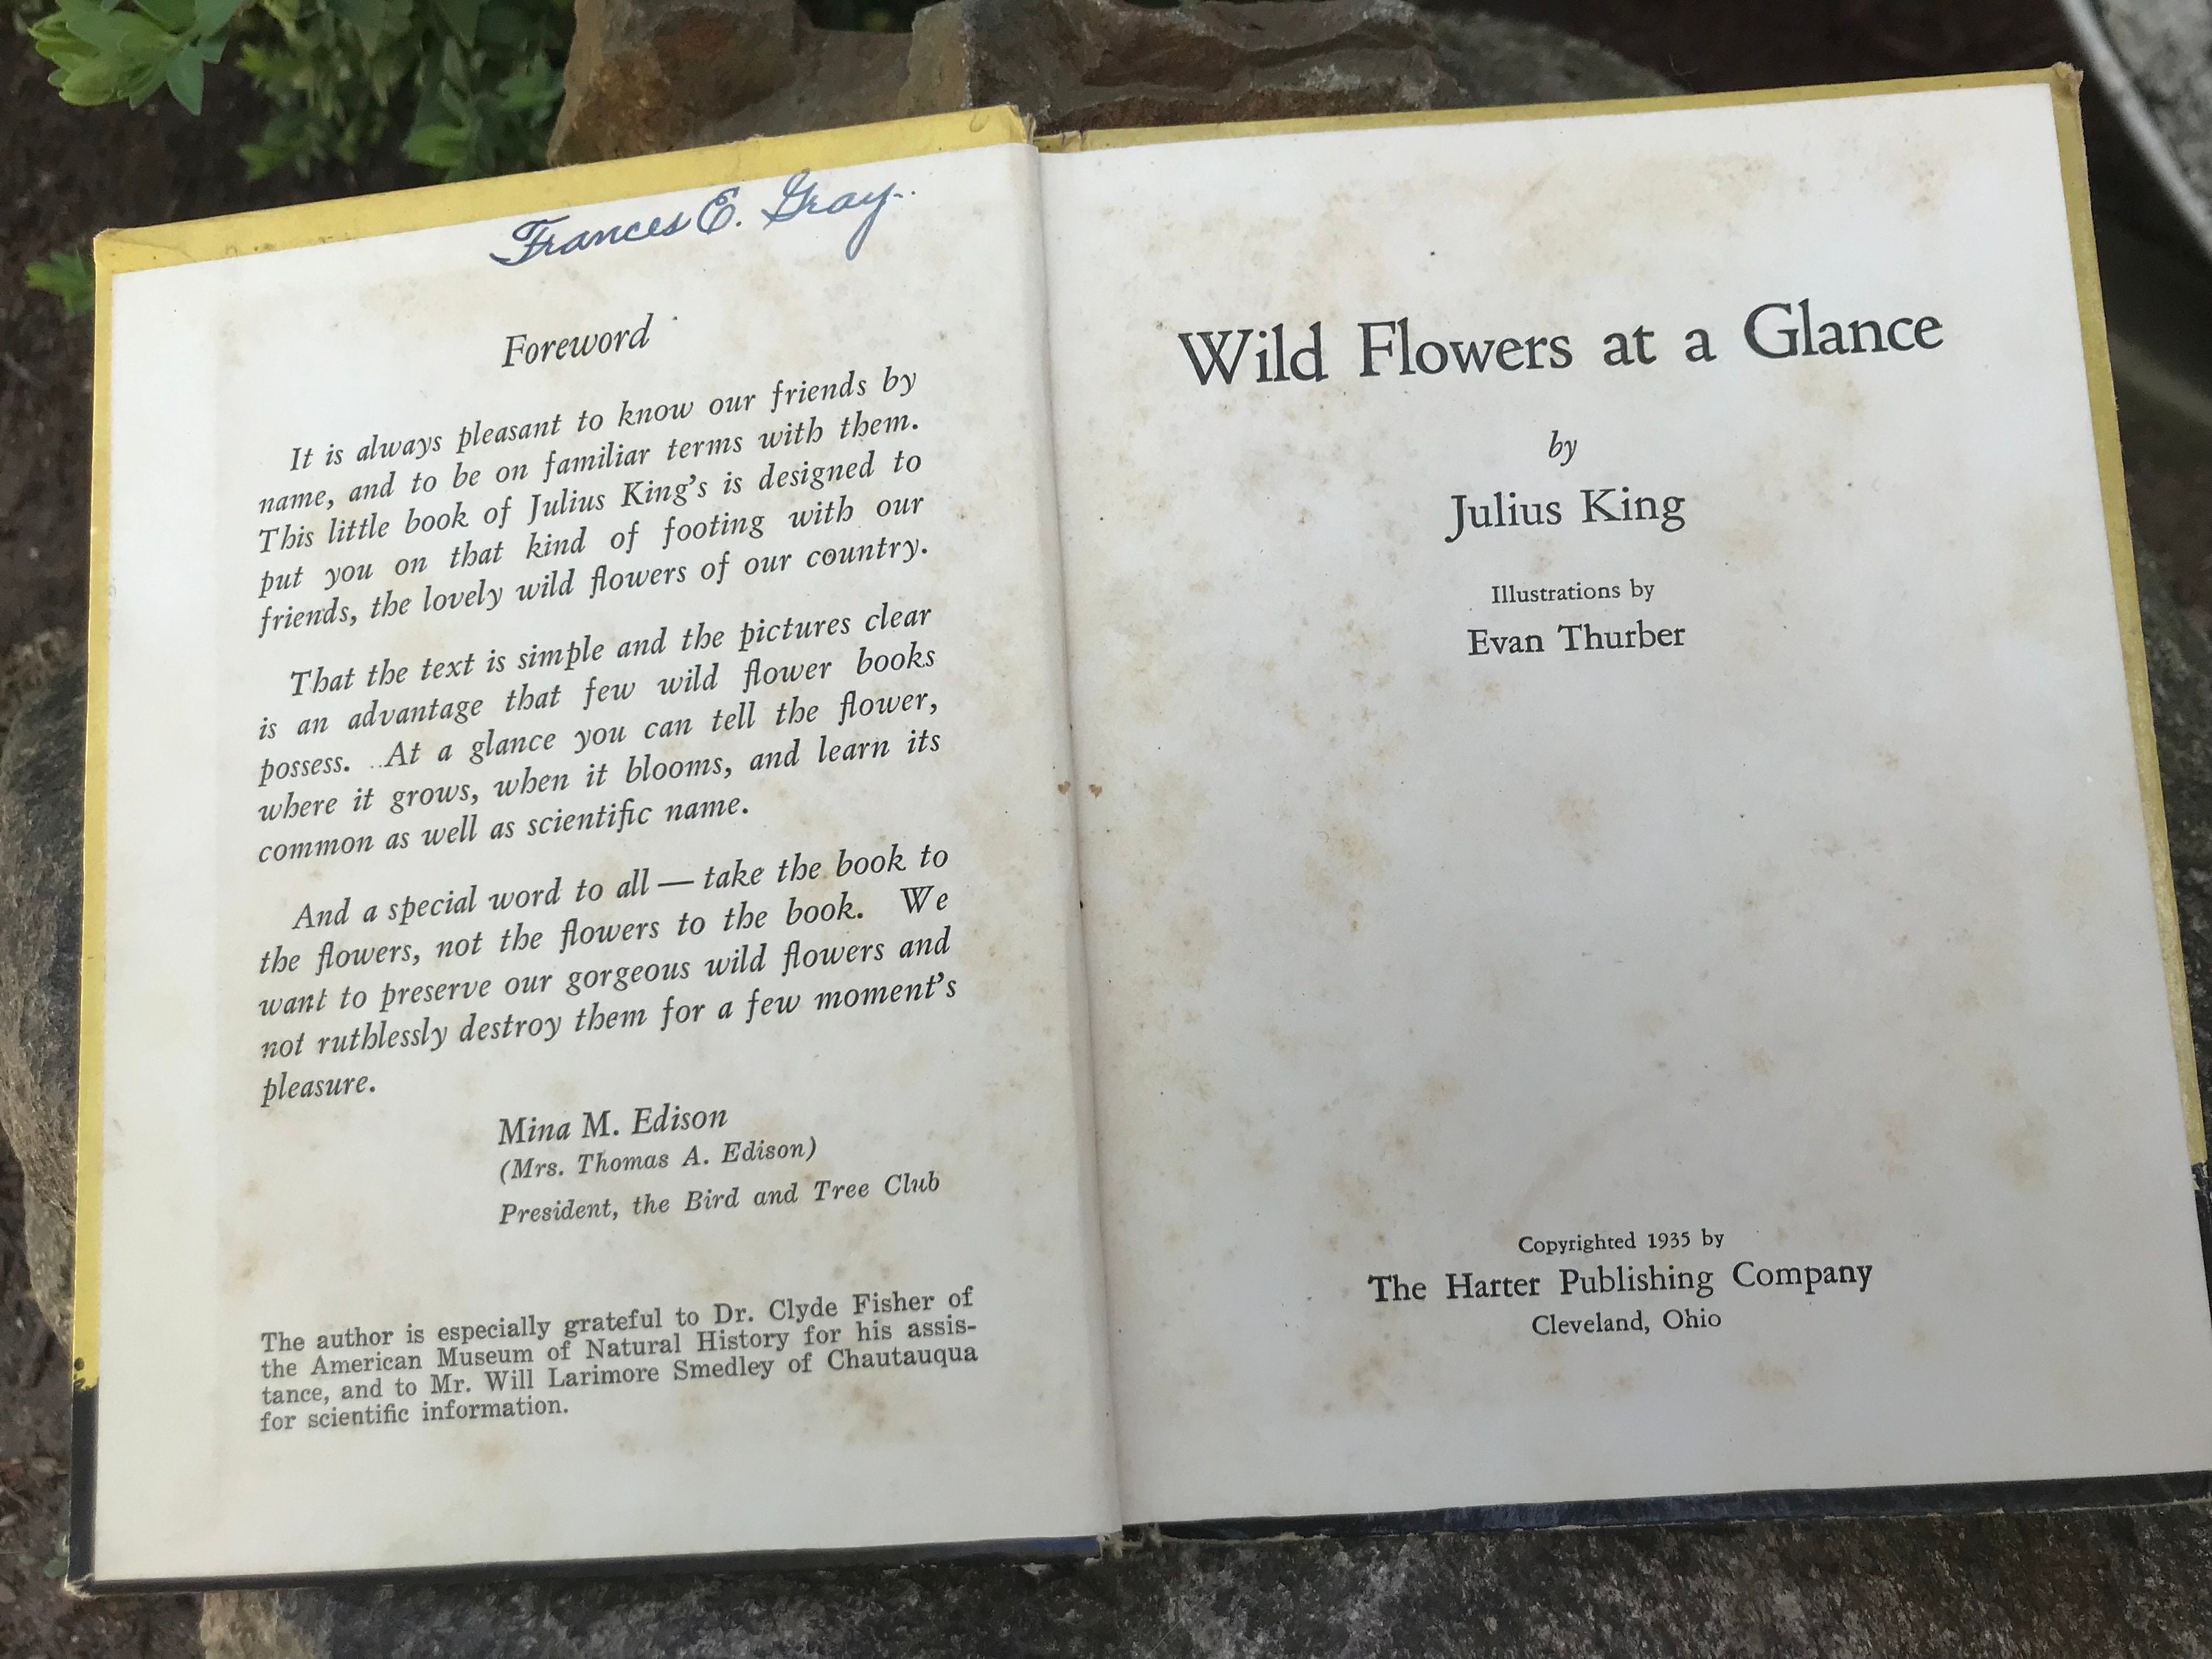 Frances E. Gray
Foreword
It is always pleasant to know our friends by
name, and to be on familiar terms with them.
This little book of Julius King's is designed to
put you on that kind of footing with our
friends, the lovely wild flowers of our country.
That the text is simple and the pictures clear
is an advantage that few wild flower books
possess. At a glance you can tell the flower,
where it grows, when it blooms, and learn its
common as well as scientific name.
And a special word to all — take the book to
the flowers, not the flowers to the book. We
want to preserve our gorgeous wild flowers and
not ruthlessly destroy them for a few moment's
pleasure.
Mina M. Edison
(Mrs. Thomas A. Edison)
President, the Bird and Tree Club
The author is especially grateful to Dr. Clyde Fisher of
the American Museum of Natural History for his assis-
tance, and to Mr. Will Larimore Smedley of Chautauqua
for scientific information.
Wild Flowers at a Glance
by
Julius King
Illustrations by
Evan Thurber
Copyrighted 1935 by
The Harter Publishing Company
Cleveland, Ohio